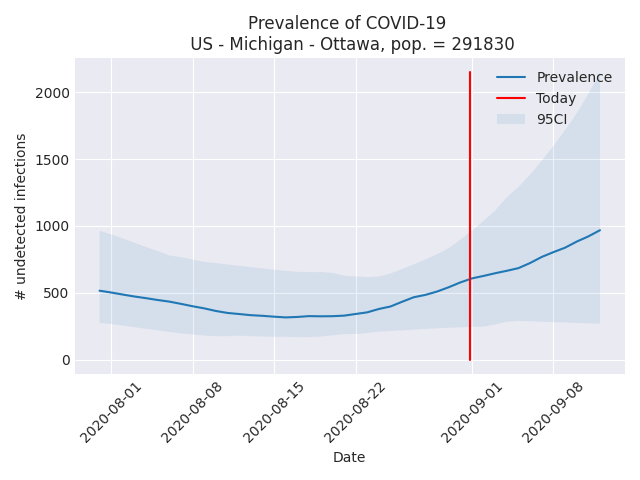 Prevalence of COVID-19
US - Michigan - Ottawa, pop. = 291830
Prevalence
Today
95CI
2000
1500
1000
500
0
# undetected infections
2020-08-01
2020-08-08
2020-08-15
2020-08-22
2020-09-01
2020-09-08
Date